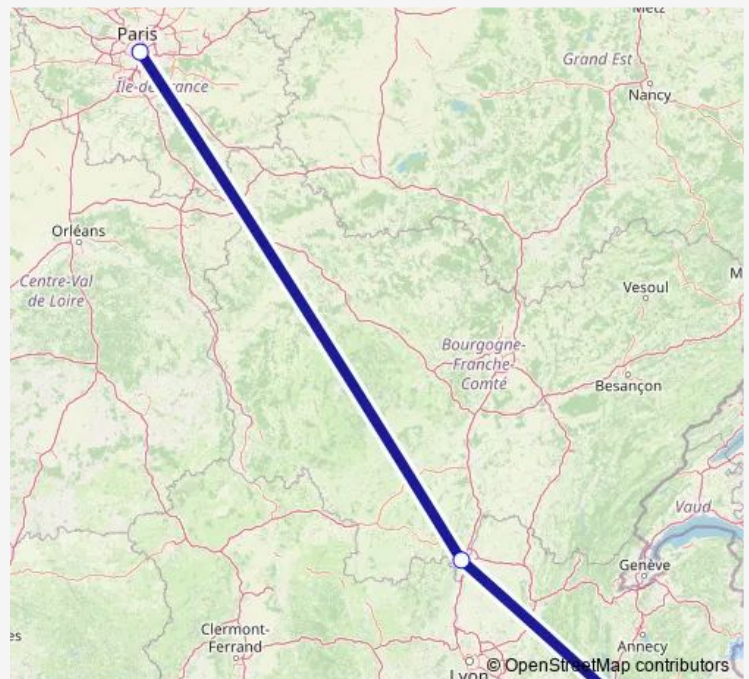 Metz
Paris
Grand Est
Île-de-France
Nancy
Orléans
Centre-Val
de Loire
Vesoul
M
Bourgogne-
Franche-
Comté
Besançon
Vaud
Genève
Clermont-
Ferrand
es
Annecy
Lyon
© OpenStreetMap contributors